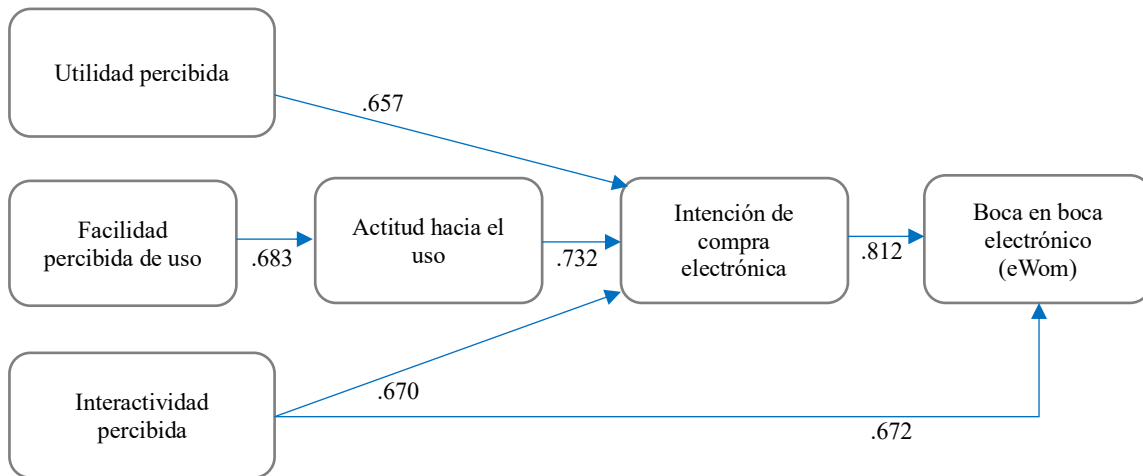 Utilidad percibida
.657
Facilidad
percibida de uso
.683
Actitud hacia el
uso
.732
Intención de
compra
electrónica
.812
Boca en boca
electrónico
(eWom)
Interactividad
percibida
.670
.672